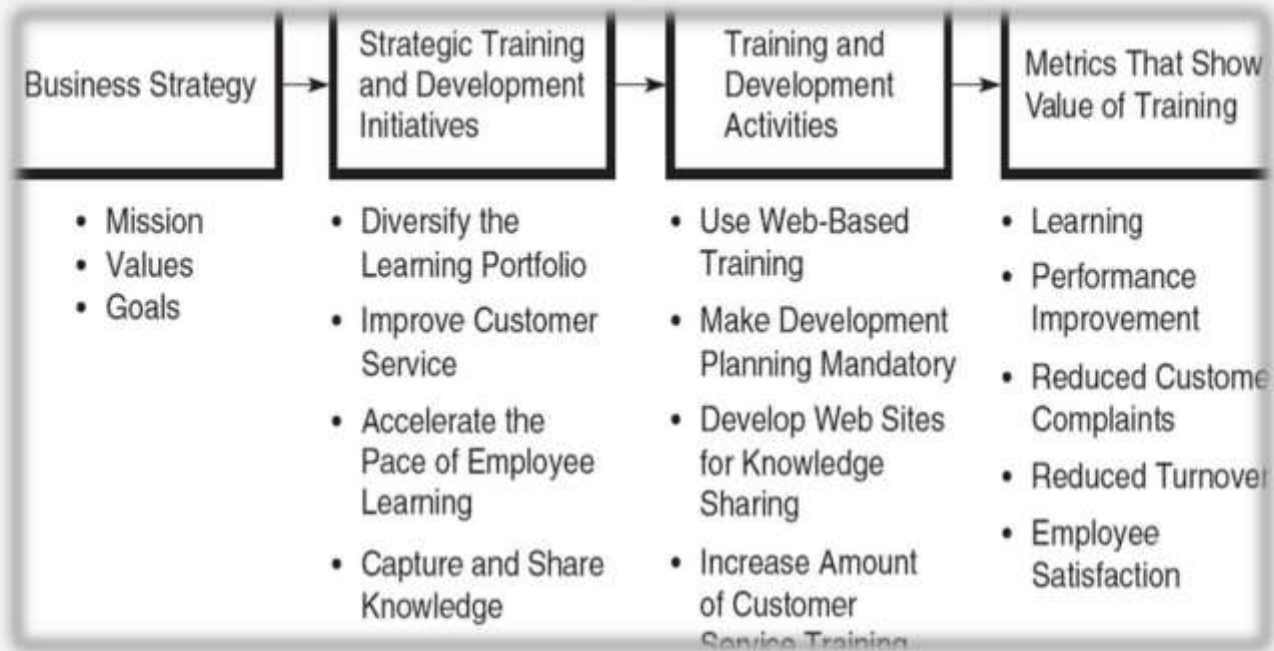 Business Strategy
Strategic Training
and Development
Initiatives
Training and
Development
Activities
Metrics That Show
Value of Training
• Mission
• Values
• Goals
• Diversify the
Learning Portfolio
• Improve Customer
Service
• Accelerate the
Pace of Employee
Learning
• Capture and Share
Knowledge
• Use Web-Based
Training
• Make Development
Planning Mandatory
• Develop Web Sites
for Knowledge
Sharing
• Increase Amount
of Customer
Service Training
• Learning
• Performance
Improvement
• Reduced Custome
Complaints
• Reduced Turnover
• Employee
Satisfaction